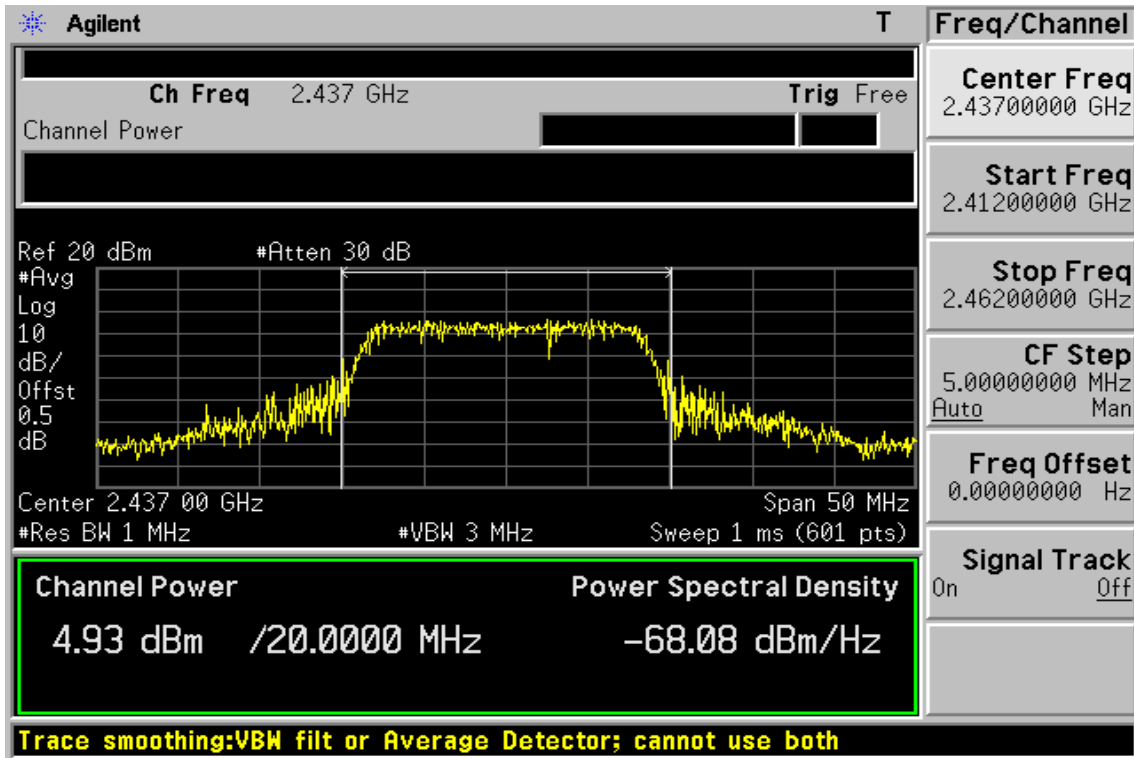 Agilent T
Freq/Channel
Ch Freq 2.437 GHz Trig Free
Channel Power
Ref 20 dBm #Atten 30 dB
#Avg
Log
10
dB/
Offst
0.5
dB
Center 2.437 00 GHz Span 50 MHz
#Res BW 1 MHz #VBW 3 MHz Sweep 1 ms (601 pts)
Channel Power Power Spectral Density
4.93 dBm /20.0000 MHz -68.08 dBm/Hz
Trace smoothing:VBW filt or Average Detector; cannot use both
Center Freq
2.43700000 GHz
Start Freq
2.41200000 GHz
Stop Freq
2.46200000 GHz
CF Step
5.00000000 MHz
Auto Man
Freq Offset
0.00000000 Hz
Signal Track
On Off